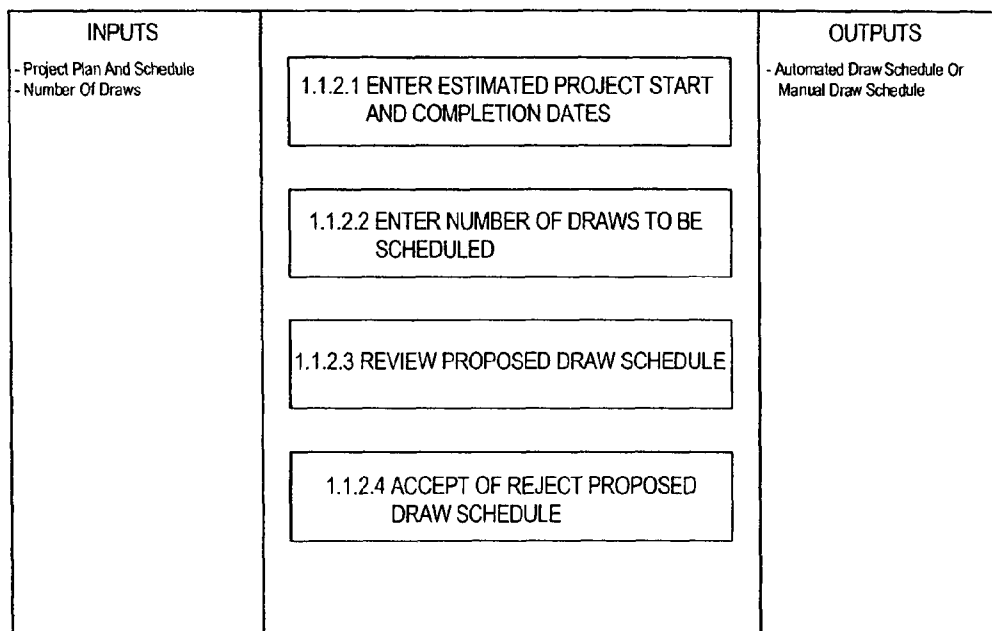 INPUTS
- Project Plan And Schedule
- Number Of Draws
1.1.2.1 ENTER ESTIMATED PROJECT START
AND COMPLETION DATES
1.1.2.2 ENTER NUMBER OF DRAWS TO BE
SCHEDULED
1.1.2.3 REVIEW PROPOSED DRAW SCHEDULE
1.1.2.4 ACCEPT OF REJECT PROPOSED
DRAW SCHEDULE
OUTPUTS
- Automated Draw Schedule Or
Manual Draw Schedule